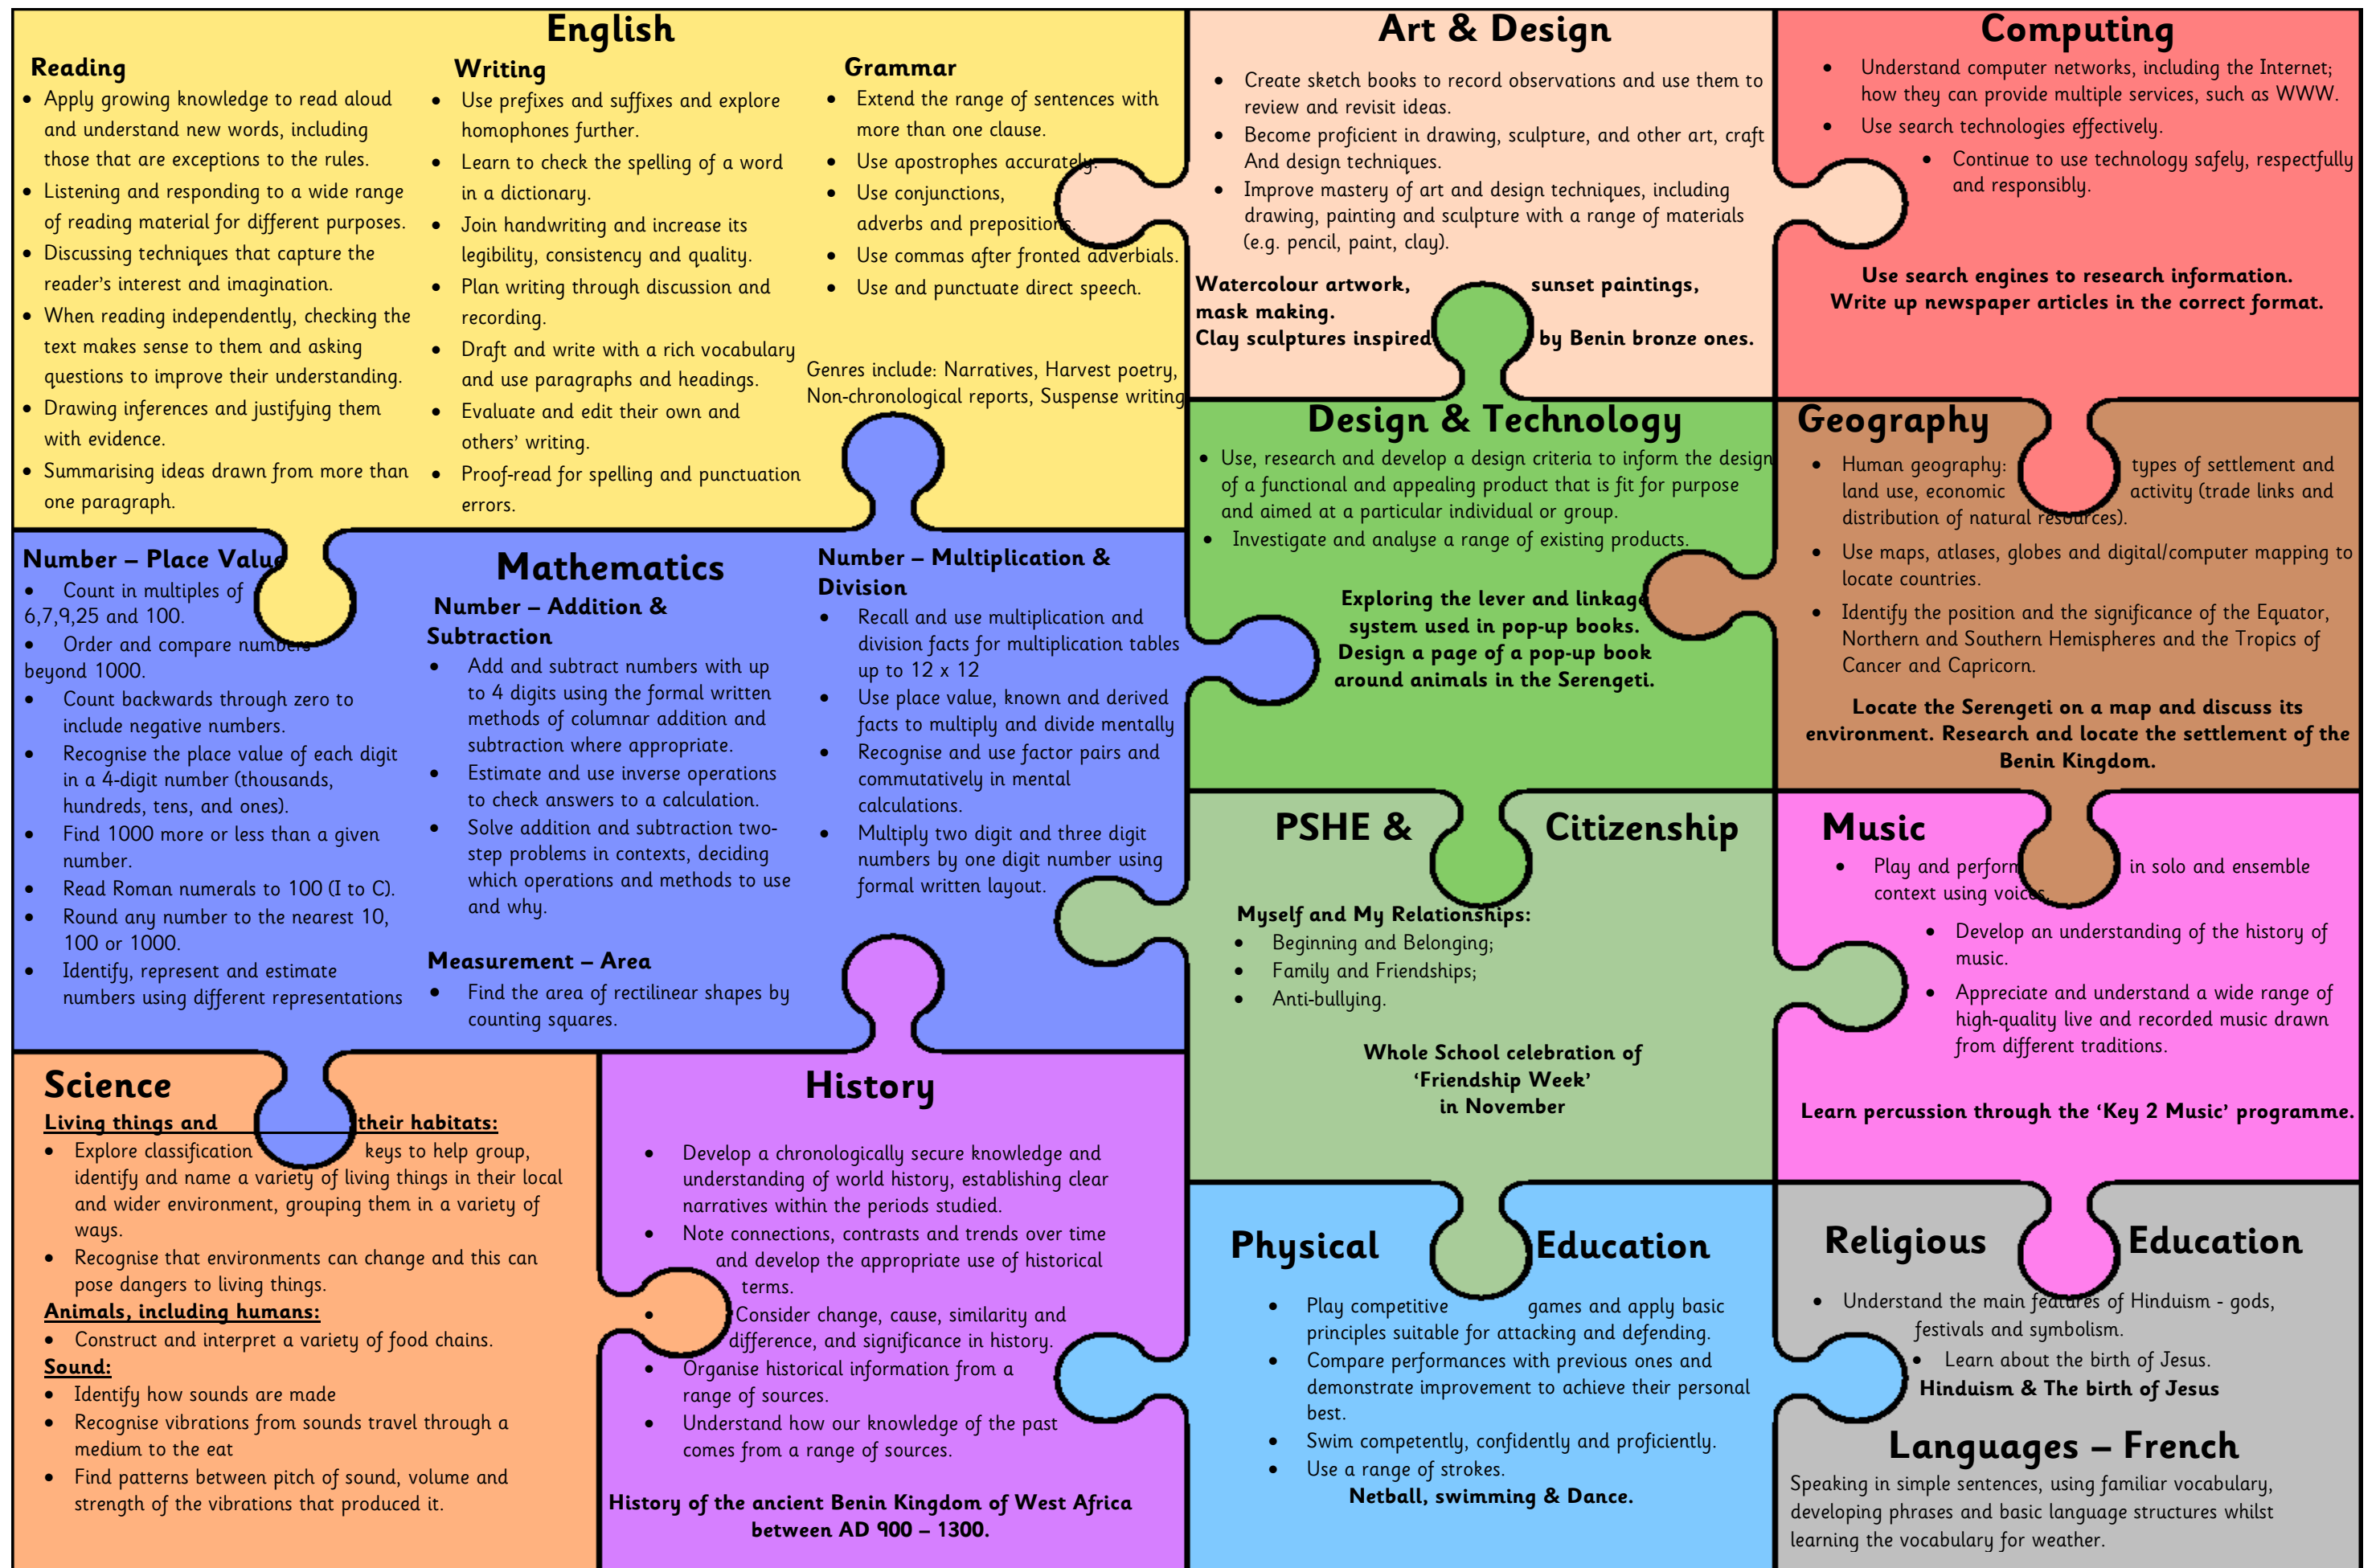 English
Reading
• Apply growing knowledge to read aloud
and understand new words, including
those that are exceptions to the rules.
• Listening and responding to a wide range
of reading material for different purposes.
• Discussing techniques that capture the
reader's interest and imagination.
• When reading independently, checking the
text makes sense to them and asking
questions to improve their understanding.
• Drawing inferences and justifying them
with evidence.
• Summarising ideas drawn from more than
one paragraph.
Writing
• Use prefixes and suffixes and explore
homophones further.
• Learn to check the spelling of a word
in a dictionary.
• Join handwriting and increase its
legibility, consistency and quality.
• Plan writing through discussion and
recording.
• Draft and write with a rich vocabulary
and use paragraphs and headings.
• Evaluate and edit their own and
others' writing.
• Proof-read for spelling and punctuation
errors.
Grammar
• Extend the range of sentences with
more than one clause.
• Use apostrophes accurately.
• Use conjunctions,
adverbs and prepositions.
• Use commas after fronted adverbials.
• Use and punctuate direct speech.
Genres include: Narratives, Harvest poetry,
Non-chronological reports, Suspense writing
Art & Design
• Create sketch books to record observations and use them to
review and revisit ideas.
• Become proficient in drawing, sculpture, and other art, craft
And design techniques.
• Improve mastery of art and design techniques, including
drawing, painting and sculpture with a range of materials
(e.g. pencil, paint, clay).
Watercolour artwork, sunset paintings,
mask making.
Clay sculptures inspired by Benin bronze ones.
Computing
• Understand computer networks, including the Internet;
how they can provide multiple services, such as WWW.
• Use search technologies effectively.
• Continue to use technology safely, respectfully
and responsibly.
Use search engines to research information.
Write up newspaper articles in the correct format.
Mathematics
Number – Place Value
• Count in multiples of
6,7,9,25 and 100.
• Order and compare numbers
beyond 1000.
• Count backwards through zero to
include negative numbers.
• Recognise the place value of each digit
in a 4-digit number (thousands,
hundreds, tens, and ones).
• Find 1000 more or less than a given
number.
• Read Roman numerals to 100 (I to C).
• Round any number to the nearest 10,
100 or 1000.
• Identify, represent and estimate
numbers using different representations
Number – Addition &
Subtraction
• Add and subtract numbers with up
to 4 digits using the formal written
methods of columnar addition and
subtraction where appropriate.
• Estimate and use inverse operations
to check answers to a calculation.
• Solve addition and subtraction two-
step problems in contexts, deciding
which operations and methods to use
and why.
Measurement – Area
• Find the area of rectilinear shapes by
counting squares.
Number – Multiplication &
Division
• Recall and use multiplication and
division facts for multiplication tables
up to 12 x 12
• Use place value, known and derived
facts to multiply and divide mentally
• Recognise and use factor pairs and
commutatively in mental
calculations.
• Multiply two digit and three digit
numbers by one digit number using
formal written layout.
Design & Technology
• Use, research and develop a design criteria to inform the design
of a functional and appealing product that is fit for purpose
and aimed at a particular individual or group.
• Investigate and analyse a range of existing products.
Exploring the lever and linkage
system used in pop-up books.
Design a page of a pop-up book
around animals in the Serengeti.
Geography
• Human geography: types of settlement and
land use, economic activity (trade links and
distribution of natural resources).
• Use maps, atlases, globes and digital/computer mapping to
locate countries.
• Identify the position and the significance of the Equator,
Northern and Southern Hemispheres and the Tropics of
Cancer and Capricorn.
Locate the Serengeti on a map and discuss its
environment. Research and locate the settlement of the
Benin Kingdom.
PSHE & Citizenship
Myself and My Relationships:
• Beginning and Belonging;
• Family and Friendships;
• Anti-bullying.
Whole School celebration of
‘Friendship Week’
in November
Music
• Play and perform in solo and ensemble
context using voices
• Develop an understanding of the history of
music.
• Appreciate and understand a wide range of
high-quality live and recorded music drawn
from different traditions.
Learn percussion through the ‘Key 2 Music’ programme.
Science
Living things and their habitats:
• Explore classification keys to help group,
identify and name a variety of living things in their local
and wider environment, grouping them in a variety of
ways.
• Recognise that environments can change and this can
pose dangers to living things.
Animals, including humans:
• Construct and interpret a variety of food chains.
Sound:
• Identify how sounds are made
• Recognise vibrations from sounds travel through a
medium to the eat
• Find patterns between pitch of sound, volume and
strength of the vibrations that produced it.
History
• Develop a chronologically secure knowledge and
understanding of world history, establishing clear
narratives within the periods studied.
• Note connections, contrasts and trends over time
and develop the appropriate use of historical
terms.
• Consider change, cause, similarity and
difference, and significance in history.
• Organise historical information from a
range of sources.
• Understand how our knowledge of the past
comes from a range of sources.
History of the ancient Benin Kingdom of West Africa
between AD 900 – 1300.
Physical Education
• Play competitive games and apply basic
principles suitable for attacking and defending.
• Compare performances with previous ones and
demonstrate improvement to achieve their personal
best.
• Swim competently, confidently and proficiently.
• Use a range of strokes.
Netball, swimming & Dance.
Religious Education
• Understand the main features of Hinduism - gods,
festivals and symbolism.
• Learn about the birth of Jesus.
Hinduism & The birth of Jesus
Languages – French
Speaking in simple sentences, using familiar vocabulary,
developing phrases and basic language structures whilst
learning the vocabulary for weather.